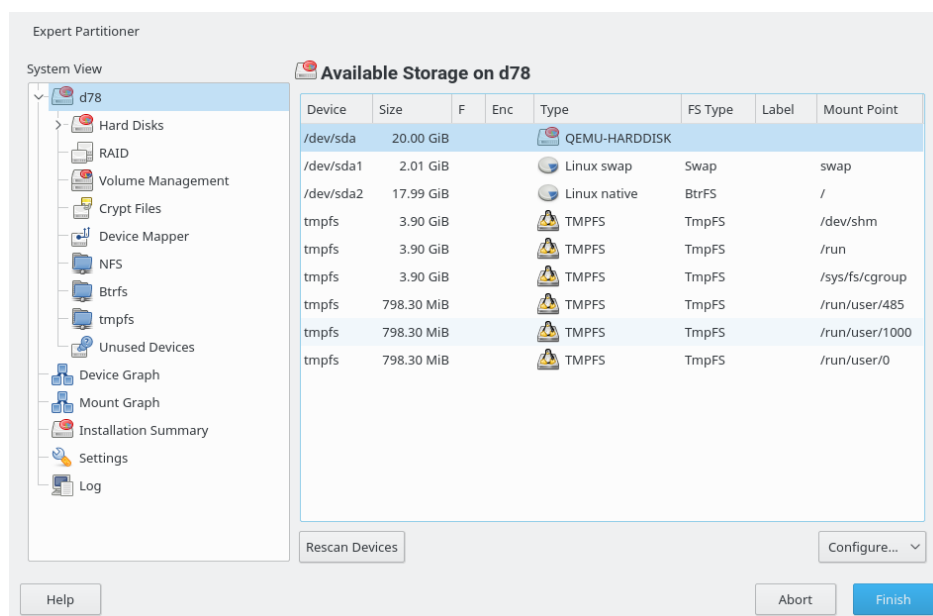 Expert Partitioner
System View
d78
Hard Disks
RAID
Volume Management
Crypt Files
Device Mapper
NFS
Btrfs
tmpfs
Unused Devices
Device Graph
Mount Graph
Installation Summary
Settings
Log
Available Storage on d78
Device Size F Enc Type FS Type Label Mount Point
/dev/sda 20.00 GiB QEMU-HARDDISK
/dev/sda1 2.01 GiB Linux swap Swap swap
/dev/sda2 17.99 GiB Linux native BtrFS /
tmpfs 3.90 GiB TMPFS TmpFS /dev/shm
tmpfs 3.90 GiB TMPFS TmpFS /run
tmpfs 3.90 GiB TMPFS TmpFS /sys/fs/cgroup
tmpfs 798.30 MiB TMPFS TmpFS /run/user/485
tmpfs 798.30 MiB TMPFS TmpFS /run/user/1000
tmpfs 798.30 MiB TMPFS TmpFS /run/user/0
Rescan Devices Configure...
Help Abort Finish